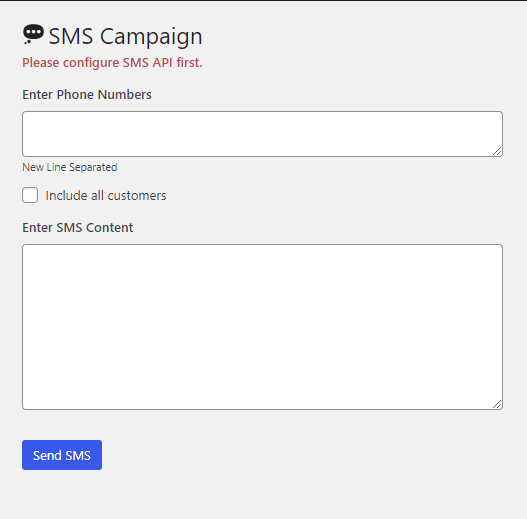 SMS Campaign
Please configure SMS API first.
Enter Phone Numbers
New Line Separated
Include all customers
Enter SMS Content
Send SMS